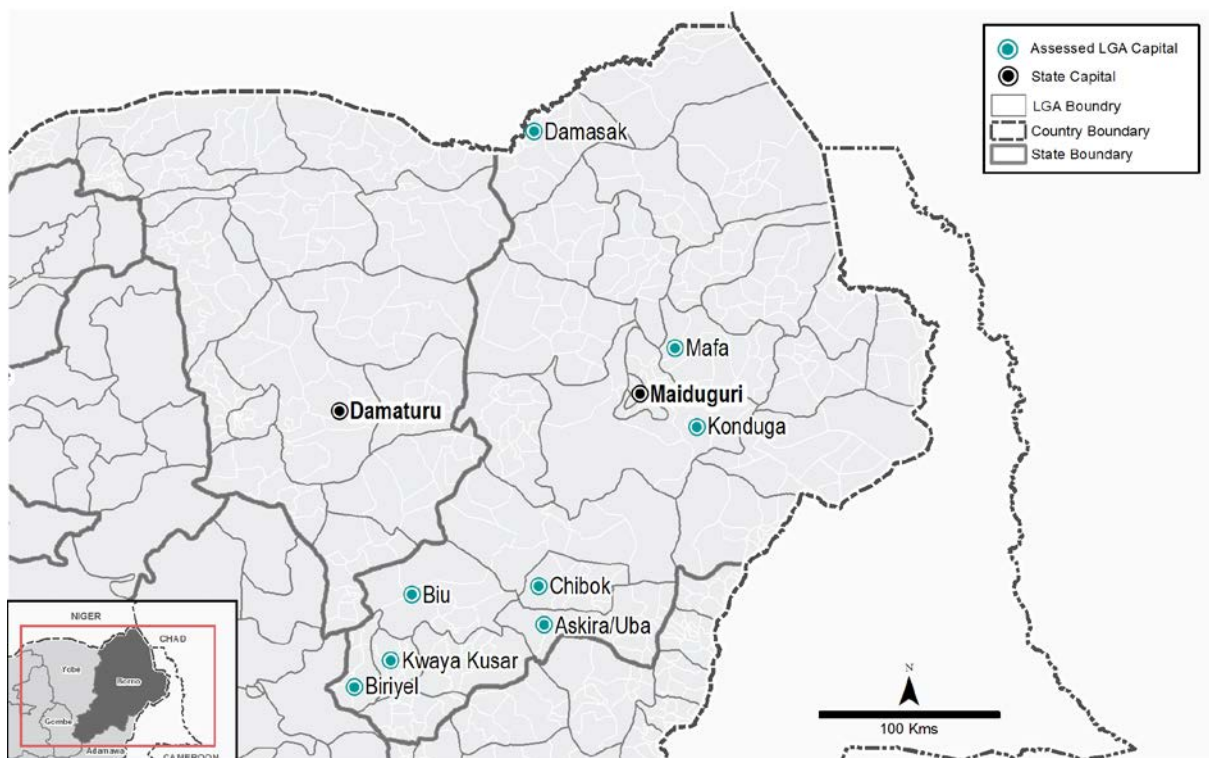 Assessed LGA Capital
State Capital
LGA Boundry
Country Boundary
State Boundary
Damasak
Mafa
Maiduguri
Damaturu
Konduga
Biu
Chibok
Askira/Uba
Kwaya Kusar
Biriyel
NIGER
CHAD
Yobe
Borno
Gombe
Adamawa
CAMEROON
N
100 Kms